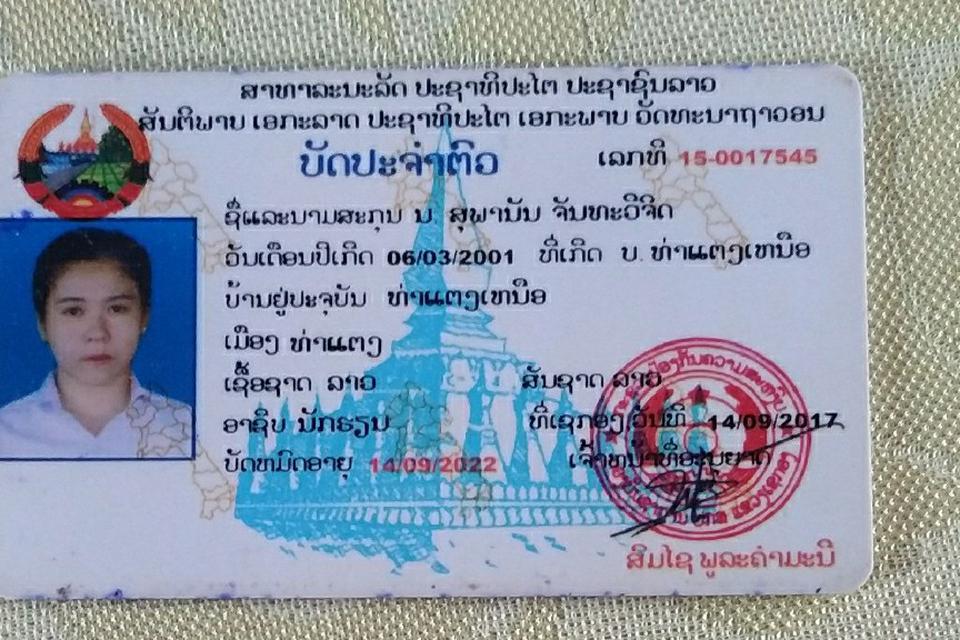 ສາທາລະນະລັດ ປະຊາທິປະໄຕ ປະຊາຊົນລາວ
ສັນຕິພາບ ເອກະລາດ ປະຊາທິປະໄຕ ເອກະພາບ ວັດທະນາຖາວອນ
ບັດປະຈຳຕົວ
ເລກທີ 15-0017545
ຊື່ແລະນາມສະກຸນ ນ. ສຸພານັນ ຈັນທະວິຈິດ
ວັນເດືອນປີເກີດ 06/03/2001 ທີ່ເກີດ ບ. ທ່າແຕງເຫນືອ
ບ້ານຢູ່ປະຈຸບັນ ທ່າແຕງເຫນືອ
ເມືອງ ທ່າແຕງ
ເຊື້ອຊາດ ລາວ ສັນຊາດ ລາວ
ອາຊິບ ນັກຮຽນ ທີ່ເຊກອງ, ວັນທີ 14/09/2017
ບັດຫມົດອາຍຸ 14/09/2022 ເຈົ້າຫນ້າທີ່ອະນຸຍາດ
ສົມໄຊ ພູລະຄຳມະນີ